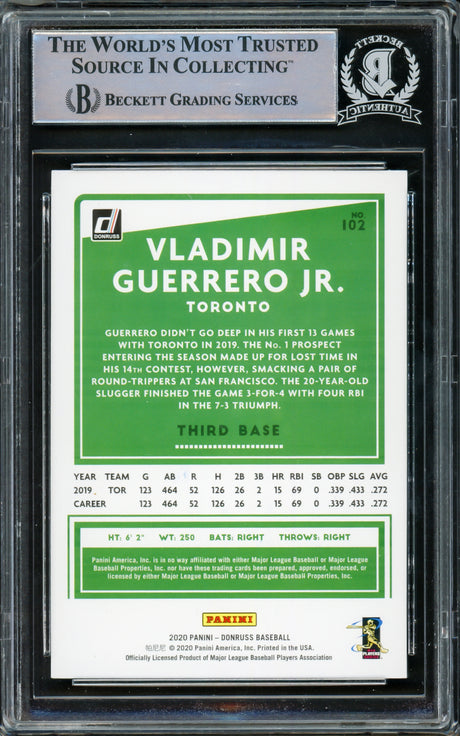 THE WORLD'S MOST TRUSTED
SOURCE IN COLLECTING™
B BECKETT GRADING SERVICES
BECKETT
AUTHENTIC
DONRUSS
NO.
102
VLADIMIR
GUERRERO JR.
TORONTO
GUERRERO DIDN'T GO DEEP IN HIS FIRST 13 GAMES
WITH TORONTO IN 2019. THE No. 1 PROSPECT
ENTERING THE SEASON MADE UP FOR LOST TIME IN
HIS 14TH CONTEST, HOWEVER, SMACKING A PAIR OF
ROUND-TRIPPERS AT SAN FRANCISCO. THE 20-YEAR-OLD
SLUGGER FINISHED THE GAME 3-FOR-4 WITH FOUR RBI
IN THE 7-3 TRIUMPH.
THIRD BASE
YEAR TEAM G AB R H 2B 3B HR RBI SB OBP SLG AVG
2019 TOR 123 464 52 126 26 2 15 69 0 .339 .433 .272
CAREER 123 464 52 126 26 2 15 69 0 .339 .433 .272
HT: 6' 2" WT: 250 BATS: RIGHT THROWS: RIGHT
Panini America, Inc. is in no way affiliated with either Major League Baseball or Major League
Baseball Properties, Inc. nor have these trading cards been prepared, approved, endorsed, or
licensed by either Major League Baseball or Major League Baseball Properties, Inc.
PANINI
2020 PANINI – DONRUSS BASEBALL
帕尼尼 © 2020 Panini America, Inc. Printed in the USA.
Officially Licensed Product of Major League Baseball Players Association
PLAYERS